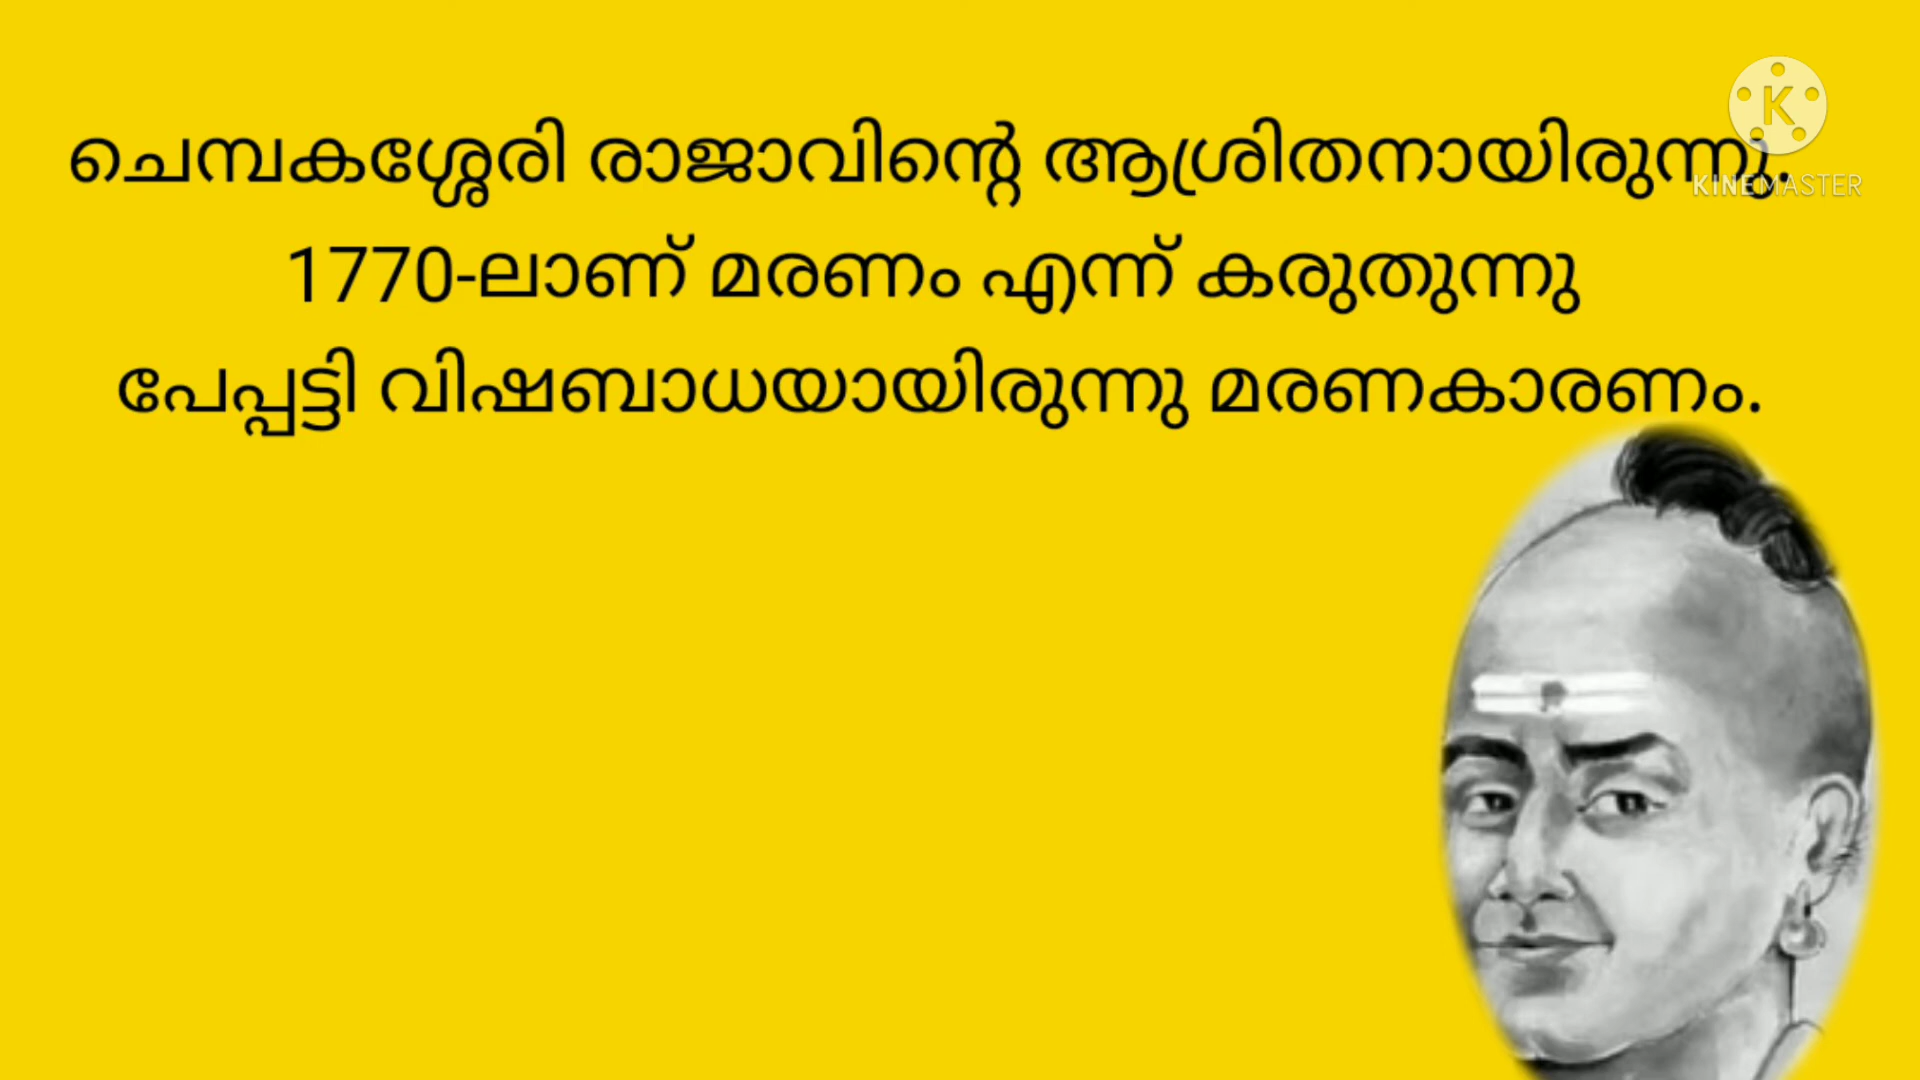 ചെമ്പകശ്ശേരി രാജാവിന്റെ ആശ്രിതനായിരുന്നു.
1770-ലാണ് മരണം എന്ന് കരുതുന്നു
പേപ്പട്ടി വിഷബാധയായിരുന്നു മരണകാരണം.
K
KINEMASTER